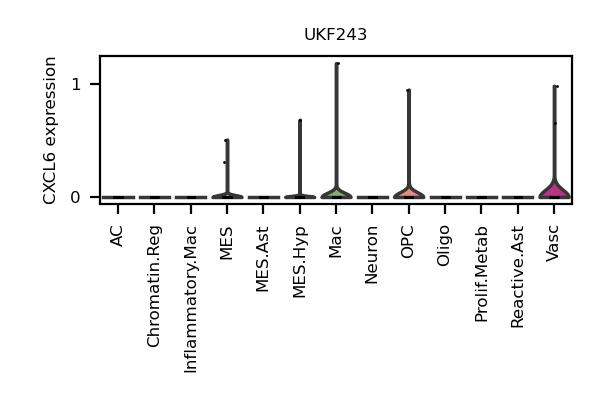 UKF243
CXCL6 expression
1
0
AC
Chromatin.Reg
Inflammatory.Mac
MES
MES.Ast
MES.Hyp
Mac
Neuron
OPC
Oligo
Prolif.Metab
Reactive.Ast
Vasc